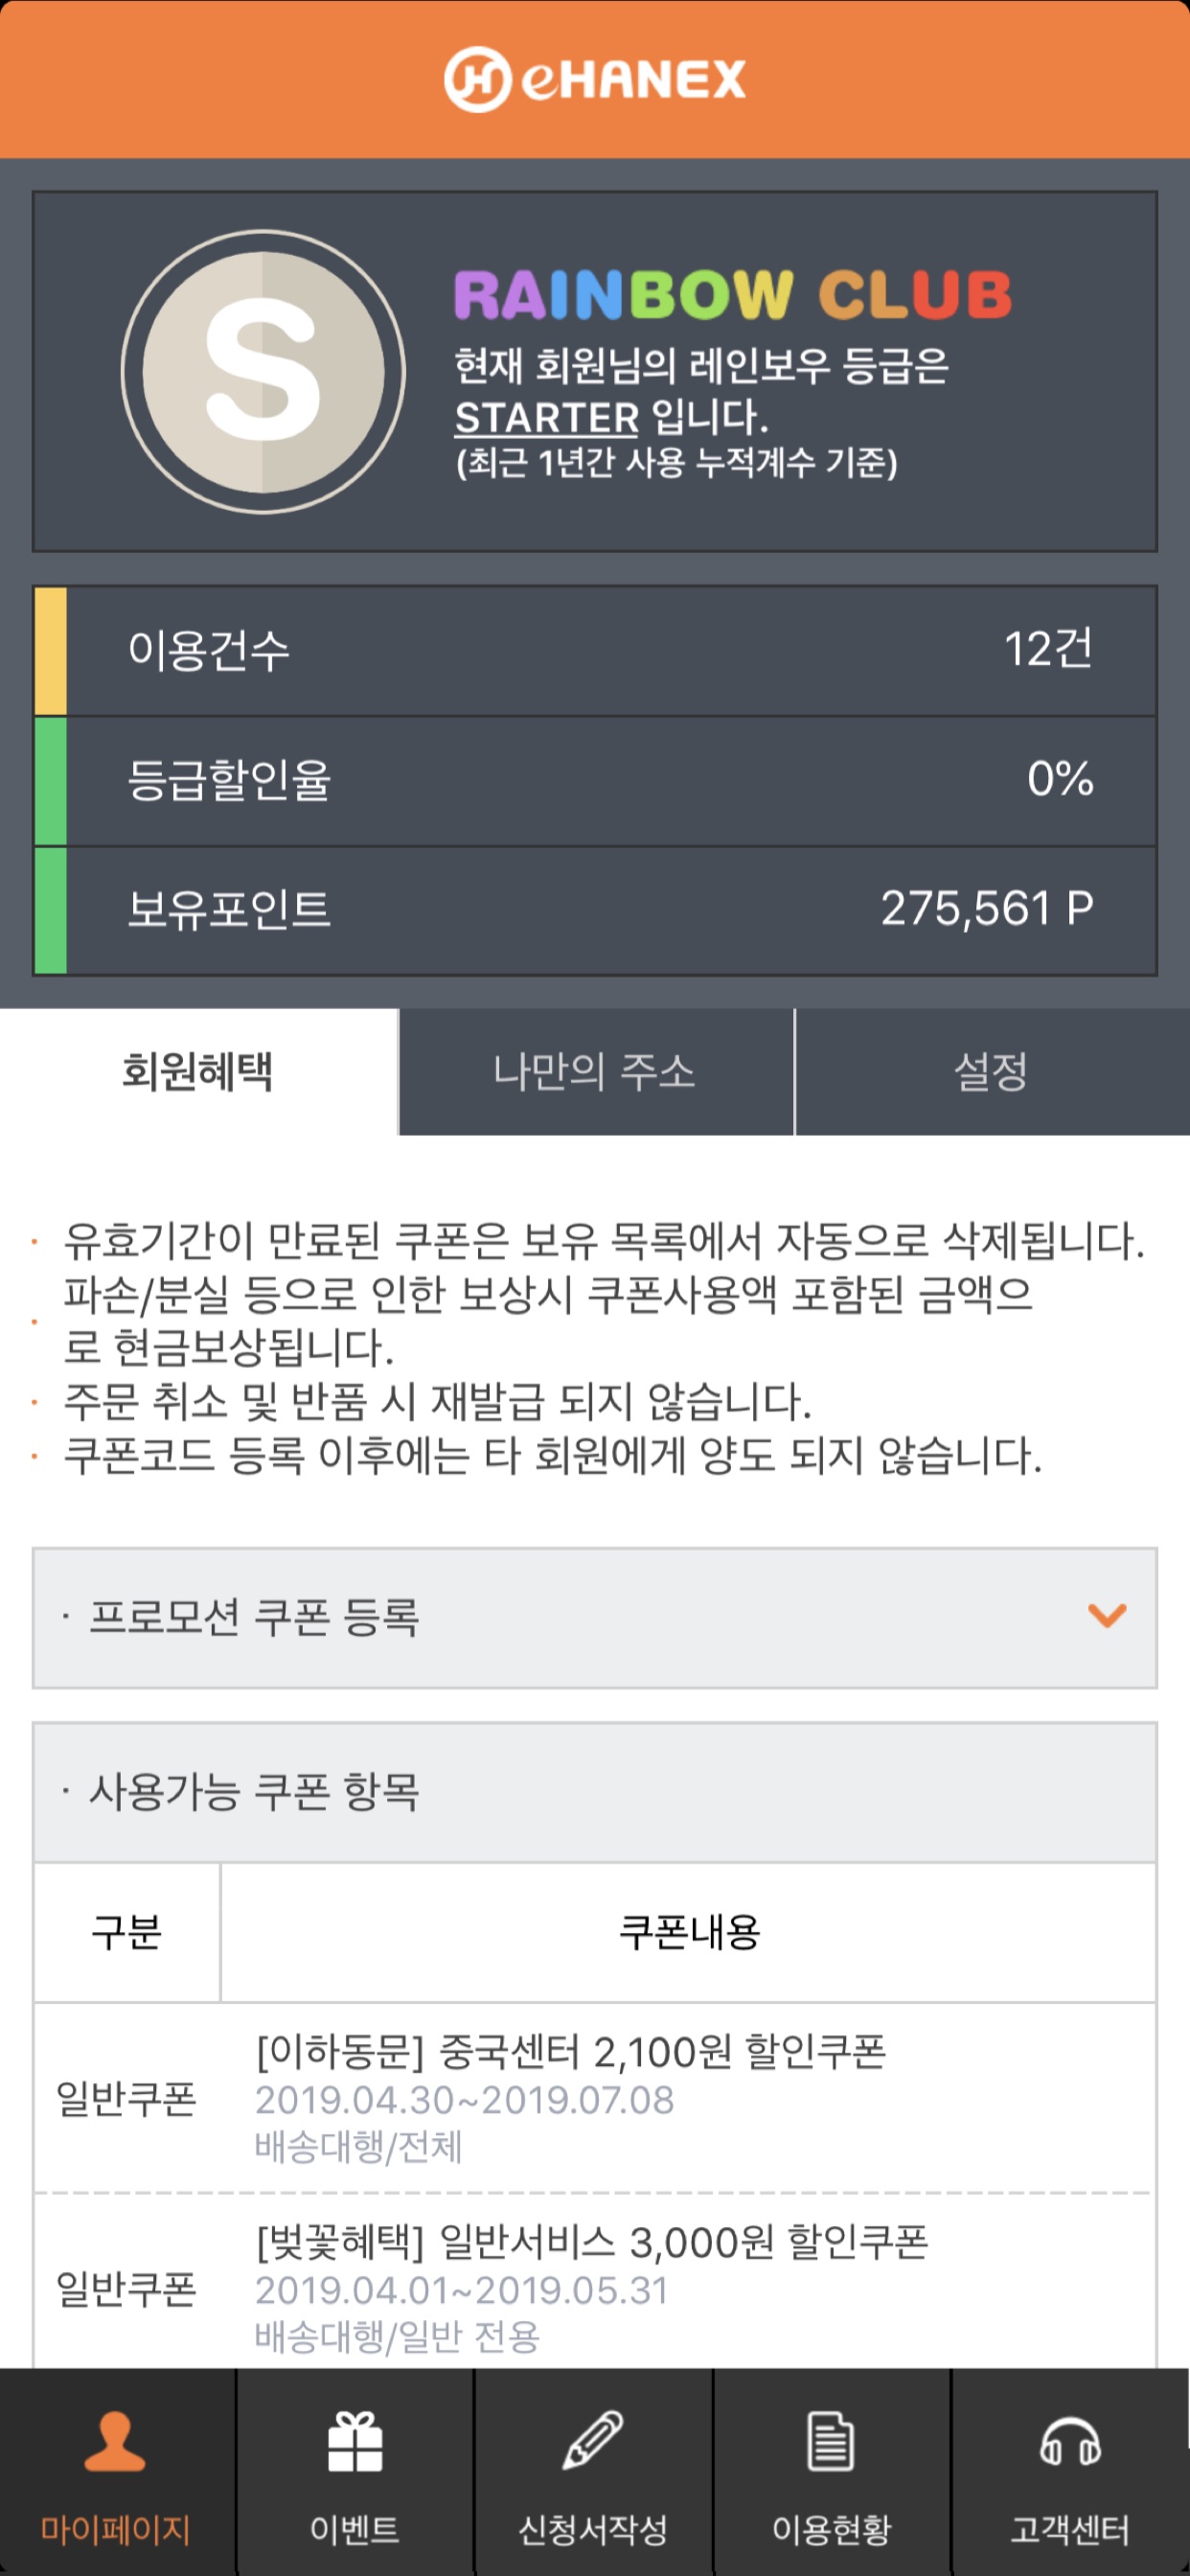 eHANEX
S
RAINBOW CLUB
현재 회원님의 레인보우 등급은
STARTER 입니다.
(최근 1년간 사용 누적계수 기준)
이용건수 12건
등급할인율 0%
보유포인트 275,561 P
회원혜택 나만의 주소 설정
· 유효기간이 만료된 쿠폰은 보유 목록에서 자동으로 삭제됩니다.
· 파손/분실 등으로 인한 보상시 쿠폰사용액 포함된 금액으
로 현금보상됩니다.
· 주문 취소 및 반품 시 재발급 되지 않습니다.
· 쿠폰코드 등록 이후에는 타 회원에게 양도 되지 않습니다.
· 프로모션 쿠폰 등록
· 사용가능 쿠폰 항목
구분 쿠폰내용
[이하동문] 중국센터 2,100원 할인쿠폰
일반쿠폰 2019.04.30~2019.07.08
배송대행/전체
[벚꽃혜택] 일반서비스 3,000원 할인쿠폰
일반쿠폰 2019.04.01~2019.05.31
배송대행/일반 전용
마이페이지 이벤트 신청서작성 이용현황 고객센터